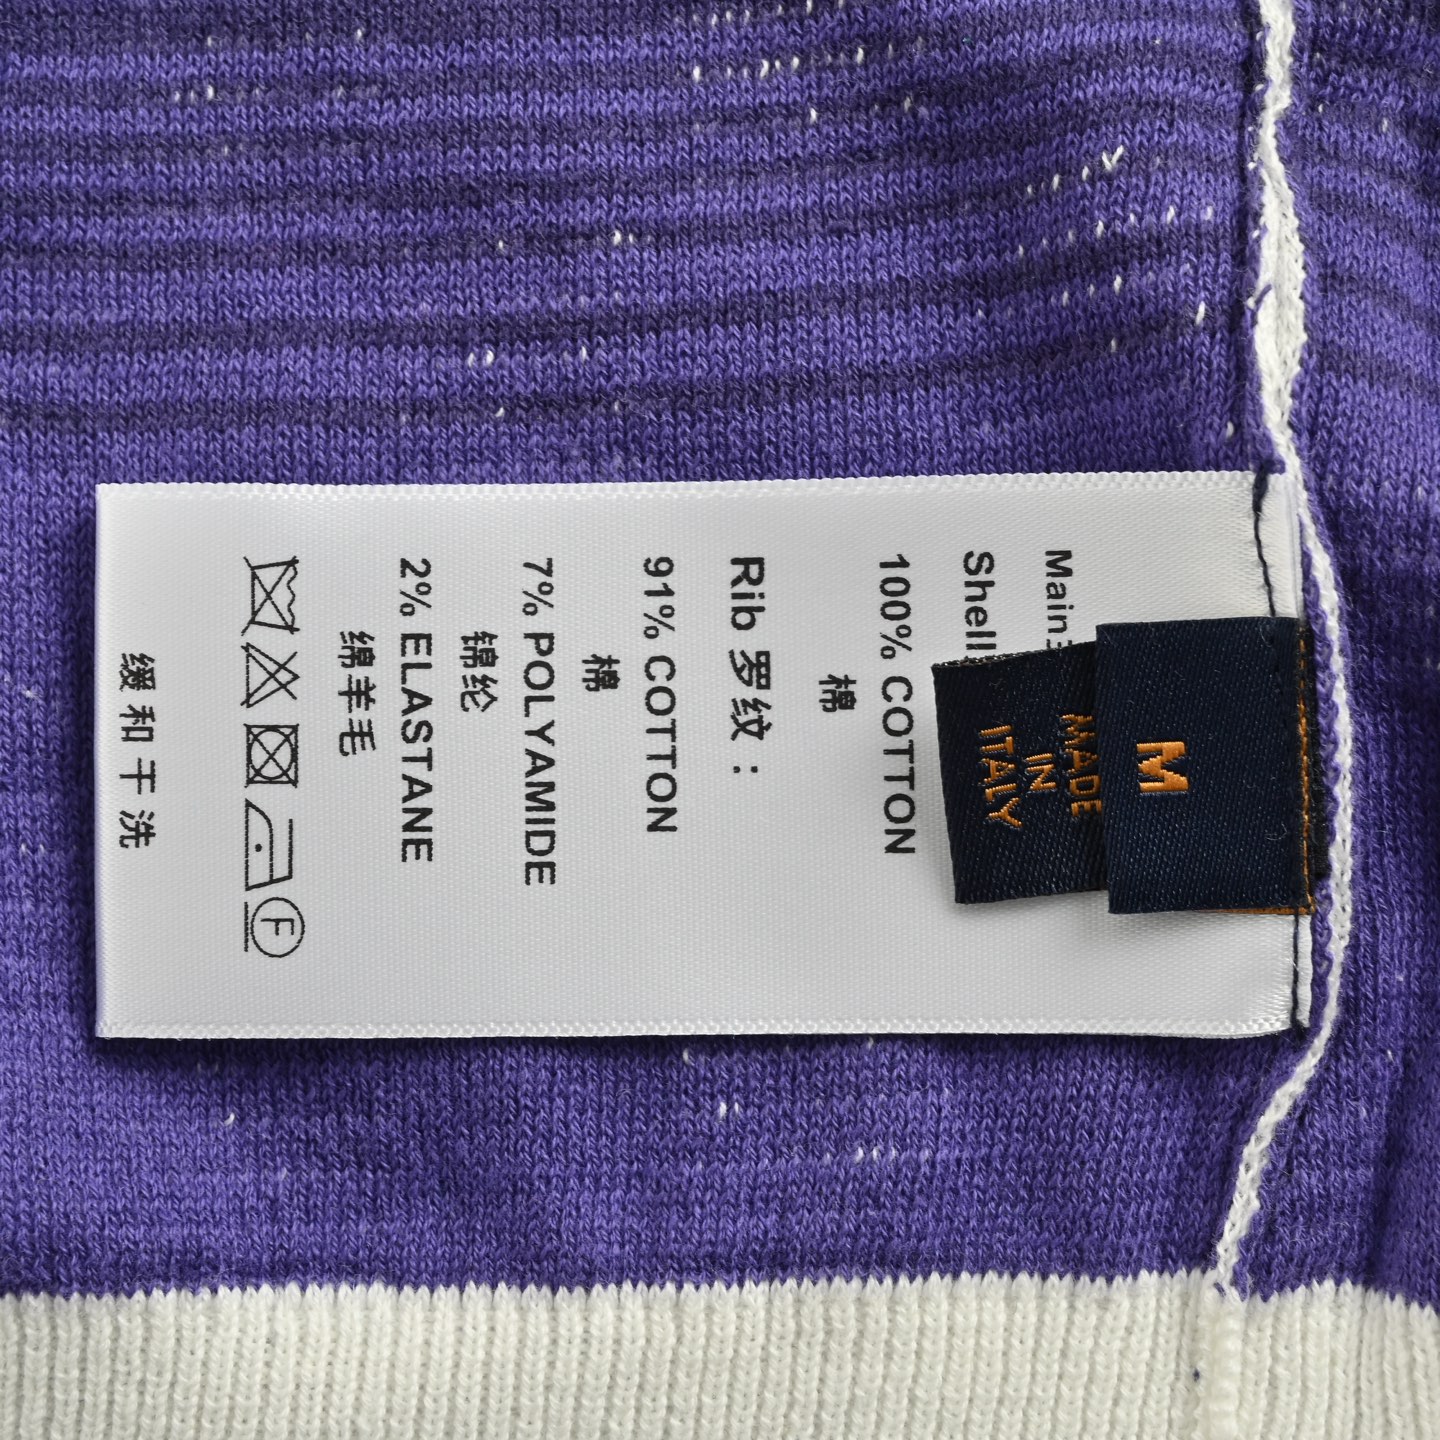 Main:
Shell
100% COTTON
棉
Rib 罗纹：
91% COTTON
棉
7% POLYAMIDE
锦纶
2% ELASTANE
绵羊毛
F
缓和干洗
M
MADE
IN
ITALY